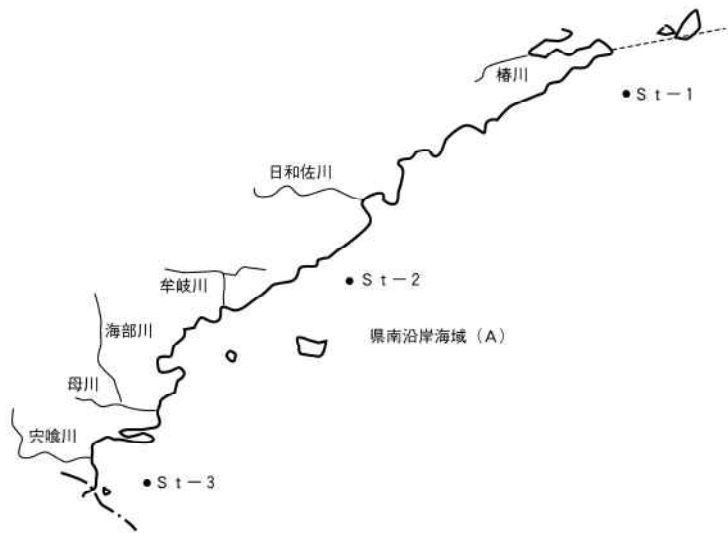 椿川
St-1
日和佐川
St-2
牟岐川
海部川
県南沿岸海域（A）
母川
宍喰川
St-3